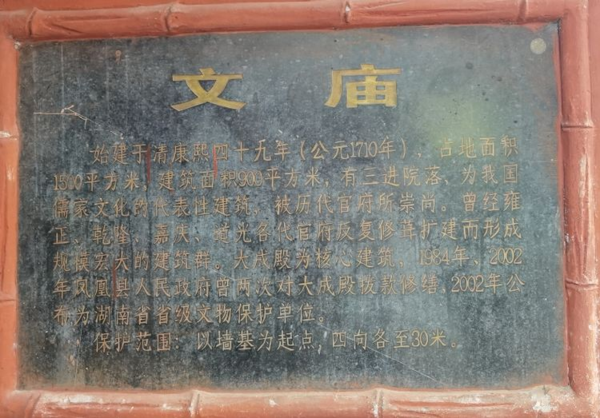 文庙
始建于清康熙四十九年(公元1710年)、占地面积
平方米,建筑面积900平方米,有三进院落、为我国
儒家文化的代表性建筑、被历代官府所崇尚。曾经雍
正、乾隆、嘉庆、道光各代官府反复修葺扩建而形成
规模宏大的建筑群。大成殿为核心建筑。1984年、2002
年凤凰县人民政府曾两次对大成殿拨款修缮,2002年公
布为湖南省省级文物保护单位。
保护范围:以墙基为起点,四向各至30米。